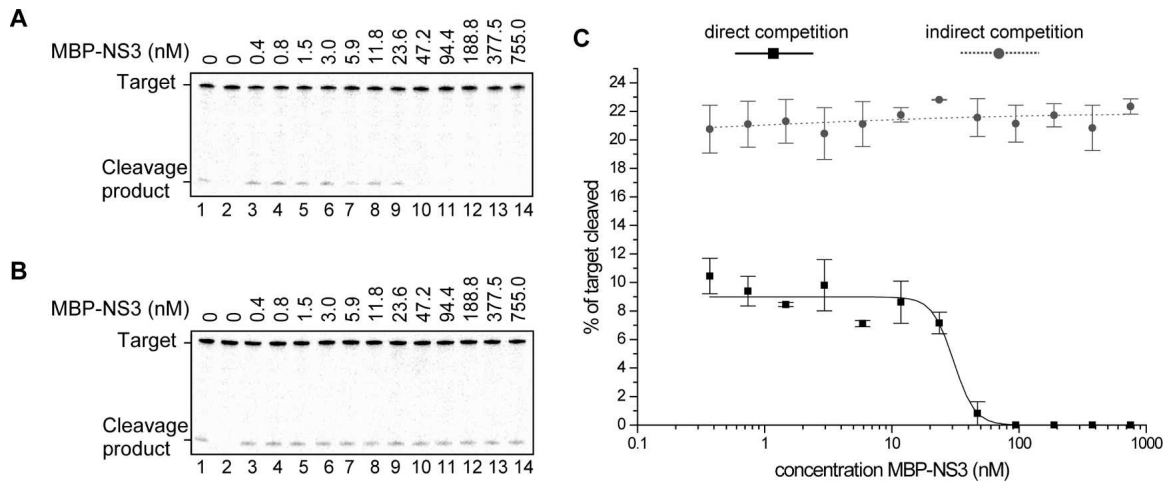 A
MBP-NS3 (nM) 0 0 0.4 0.8 1.5 3.0 5.9 11.8 23.6 47.2 94.4 188.8 377.5 755.0
Target
Cleavage
product
1 2 3 4 5 6 7 8 9 10 11 12 13 14
B
MBP-NS3 (nM) 0 0 0.4 0.8 1.5 3.0 5.9 11.8 23.6 47.2 94.4 188.8 377.5 755.0
Target
Cleavage
product
1 2 3 4 5 6 7 8 9 10 11 12 13 14
C
direct competition indirect competition
% of target cleaved
24
22
20
18
16
14
12
10
8
6
4
2
0
0.1 1 10 100 1000
concentration MBP-NS3 (nM)